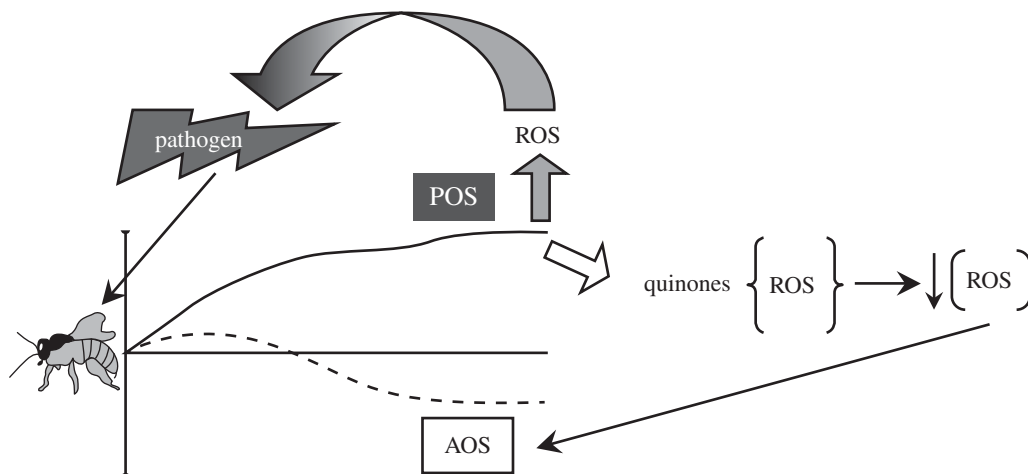 pathogen
ROS
POS
quinones { ROS } → ↓ ( ROS )
AOS